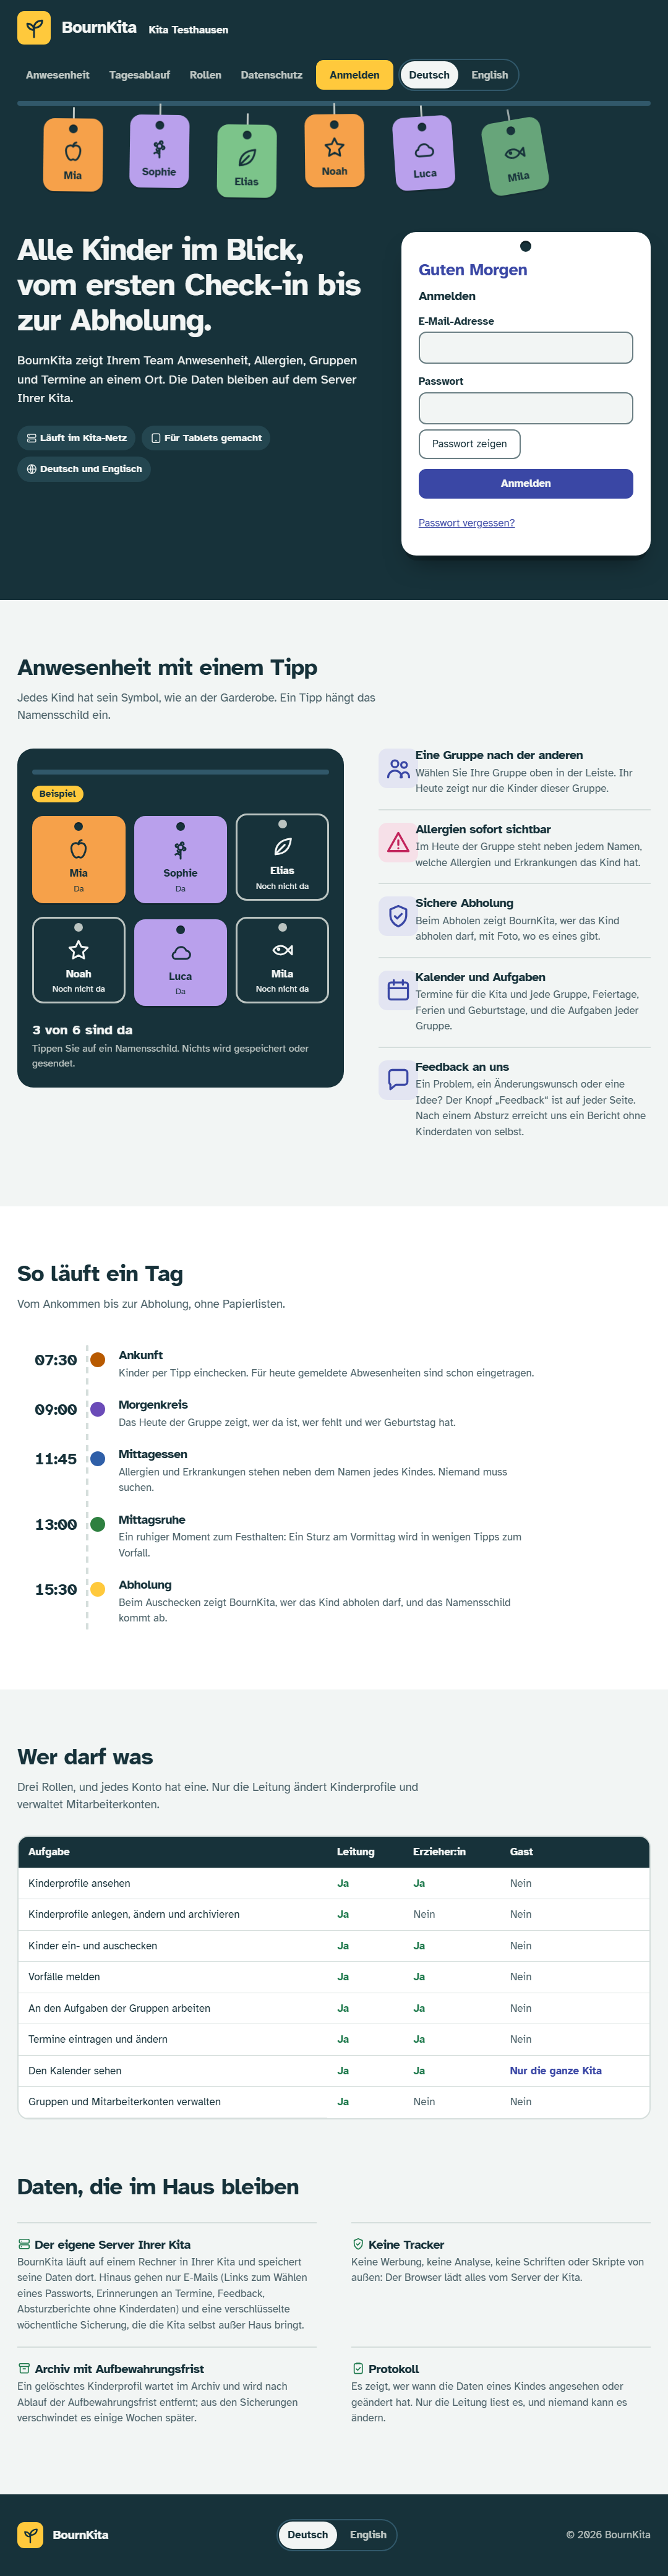 BournKita Kita Testhausen
Anwesenheit Tagesablauf Rollen Datenschutz Anmelden Deutsch English
Mia Sophie Elias Noah Luca Mila
Alle Kinder im Blick,
vom ersten Check-in bis
zur Abholung.
BournKita zeigt Ihrem Team Anwesenheit, Allergien, Gruppen
und Termine an einem Ort. Die Daten bleiben auf dem Server
Ihrer Kita.
Läuft im Kita-Netz Für Tablets gemacht
Deutsch und Englisch
Guten Morgen
Anmelden
E-Mail-Adresse
Passwort
Passwort zeigen
Anmelden
Passwort vergessen?
Anwesenheit mit einem Tipp
Jedes Kind hat sein Symbol, wie an der Garderobe. Ein Tipp hängt das
Namensschild ein.
Beispiel
Mia Sophie Elias
Da Da Noch nicht da
Noah Luca Mila
Noch nicht da Da Noch nicht da
3 von 6 sind da
Tippen Sie auf ein Namensschild. Nichts wird gespeichert oder
gesendet.
Eine Gruppe nach der anderen
Wählen Sie Ihre Gruppe oben in der Leiste. Ihr
Heute zeigt nur die Kinder dieser Gruppe.
Allergien sofort sichtbar
Im Heute der Gruppe steht neben jedem Namen,
welche Allergien und Erkrankungen das Kind hat.
Sichere Abholung
Beim Abholen zeigt BournKita, wer das Kind
abholen darf, mit Foto, wo es eines gibt.
Kalender und Aufgaben
Termine für die Kita und jede Gruppe, Feiertage,
Ferien und Geburtstage, und die Aufgaben jeder
Gruppe.
Feedback an uns
Ein Problem, ein Änderungswunsch oder eine
Idee? Der Knopf „Feedback“ ist auf jeder Seite.
Nach einem Absturz erreicht uns ein Bericht ohne
Kinderdaten von selbst.
So läuft ein Tag
Vom Ankommen bis zur Abholung, ohne Papierlisten.
07:30 Ankunft
Kinder per Tipp einchecken. Für heute gemeldete Abwesenheiten sind schon eingetragen.
09:00 Morgenkreis
Das Heute der Gruppe zeigt, wer da ist, wer fehlt und wer Geburtstag hat.
11:45 Mittagessen
Allergien und Erkrankungen stehen neben dem Namen jedes Kindes. Niemand muss
suchen.
13:00 Mittagsruhe
Ein ruhiger Moment zum Festhalten: Ein Sturz am Vormittag wird in wenigen Tipps zum
Vorfall.
15:30 Abholung
Beim Auschecken zeigt BournKita, wer das Kind abholen darf, und das Namensschild
kommt ab.
Wer darf was
Drei Rollen, und jedes Konto hat eine. Nur die Leitung ändert Kinderprofile und
verwaltet Mitarbeiterkonten.
Aufgabe Leitung Erzieher:in Gast
Kinderprofile ansehen Ja Ja Nein
Kinderprofile anlegen, ändern und archivieren Ja Nein Nein
Kinder ein- und auschecken Ja Ja Nein
Vorfälle melden Ja Ja Nein
An den Aufgaben der Gruppen arbeiten Ja Ja Nein
Termine eintragen und ändern Ja Ja Nein
Den Kalender sehen Ja Ja Nur die ganze Kita
Gruppen und Mitarbeiterkonten verwalten Ja Nein Nein
Daten, die im Haus bleiben
Der eigene Server Ihrer Kita
BournKita läuft auf einem Rechner in Ihrer Kita und speichert
seine Daten dort. Hinaus gehen nur E-Mails (Links zum Wählen
eines Passworts, Erinnerungen an Termine, Feedback,
Absturzberichte ohne Kinderdaten) und eine verschlüsselte
wöchentliche Sicherung, die die Kita selbst außer Haus bringt.
Keine Tracker
Keine Werbung, keine Analyse, keine Schriften oder Skripte von
außen: Der Browser lädt alles vom Server der Kita.
Archiv mit Aufbewahrungsfrist
Ein gelöschtes Kinderprofil wartet im Archiv und wird nach
Ablauf der Aufbewahrungsfrist entfernt; aus den Sicherungen
verschwindet es einige Wochen später.
Protokoll
Es zeigt, wer wann die Daten eines Kindes angesehen oder
geändert hat. Nur die Leitung liest es, und niemand kann es
ändern.
BournKita Deutsch English © 2026 BournKita